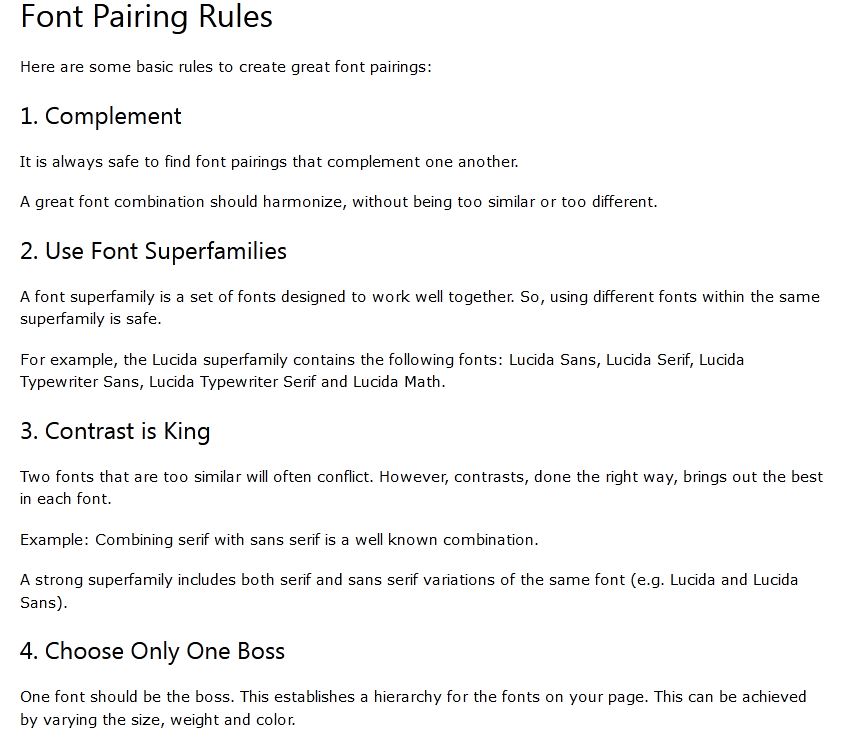 Font Pairing Rules
Here are some basic rules to create great font pairings:
1. Complement
It is always safe to find font pairings that complement one another.
A great font combination should harmonize, without being too similar or too different.
2. Use Font Superfamilies
A font superfamily is a set of fonts designed to work well together. So, using different fonts within the same
superfamily is safe.
For example, the Lucida superfamily contains the following fonts: Lucida Sans, Lucida Serif, Lucida
Typewriter Sans, Lucida Typewriter Serif and Lucida Math.
3. Contrast is King
Two fonts that are too similar will often conflict. However, contrasts, done the right way, brings out the best
in each font.
Example: Combining serif with sans serif is a well known combination.
A strong superfamily includes both serif and sans serif variations of the same font (e.g. Lucida and Lucida
Sans).
4. Choose Only One Boss
One font should be the boss. This establishes a hierarchy for the fonts on your page. This can be achieved
by varying the size, weight and color.